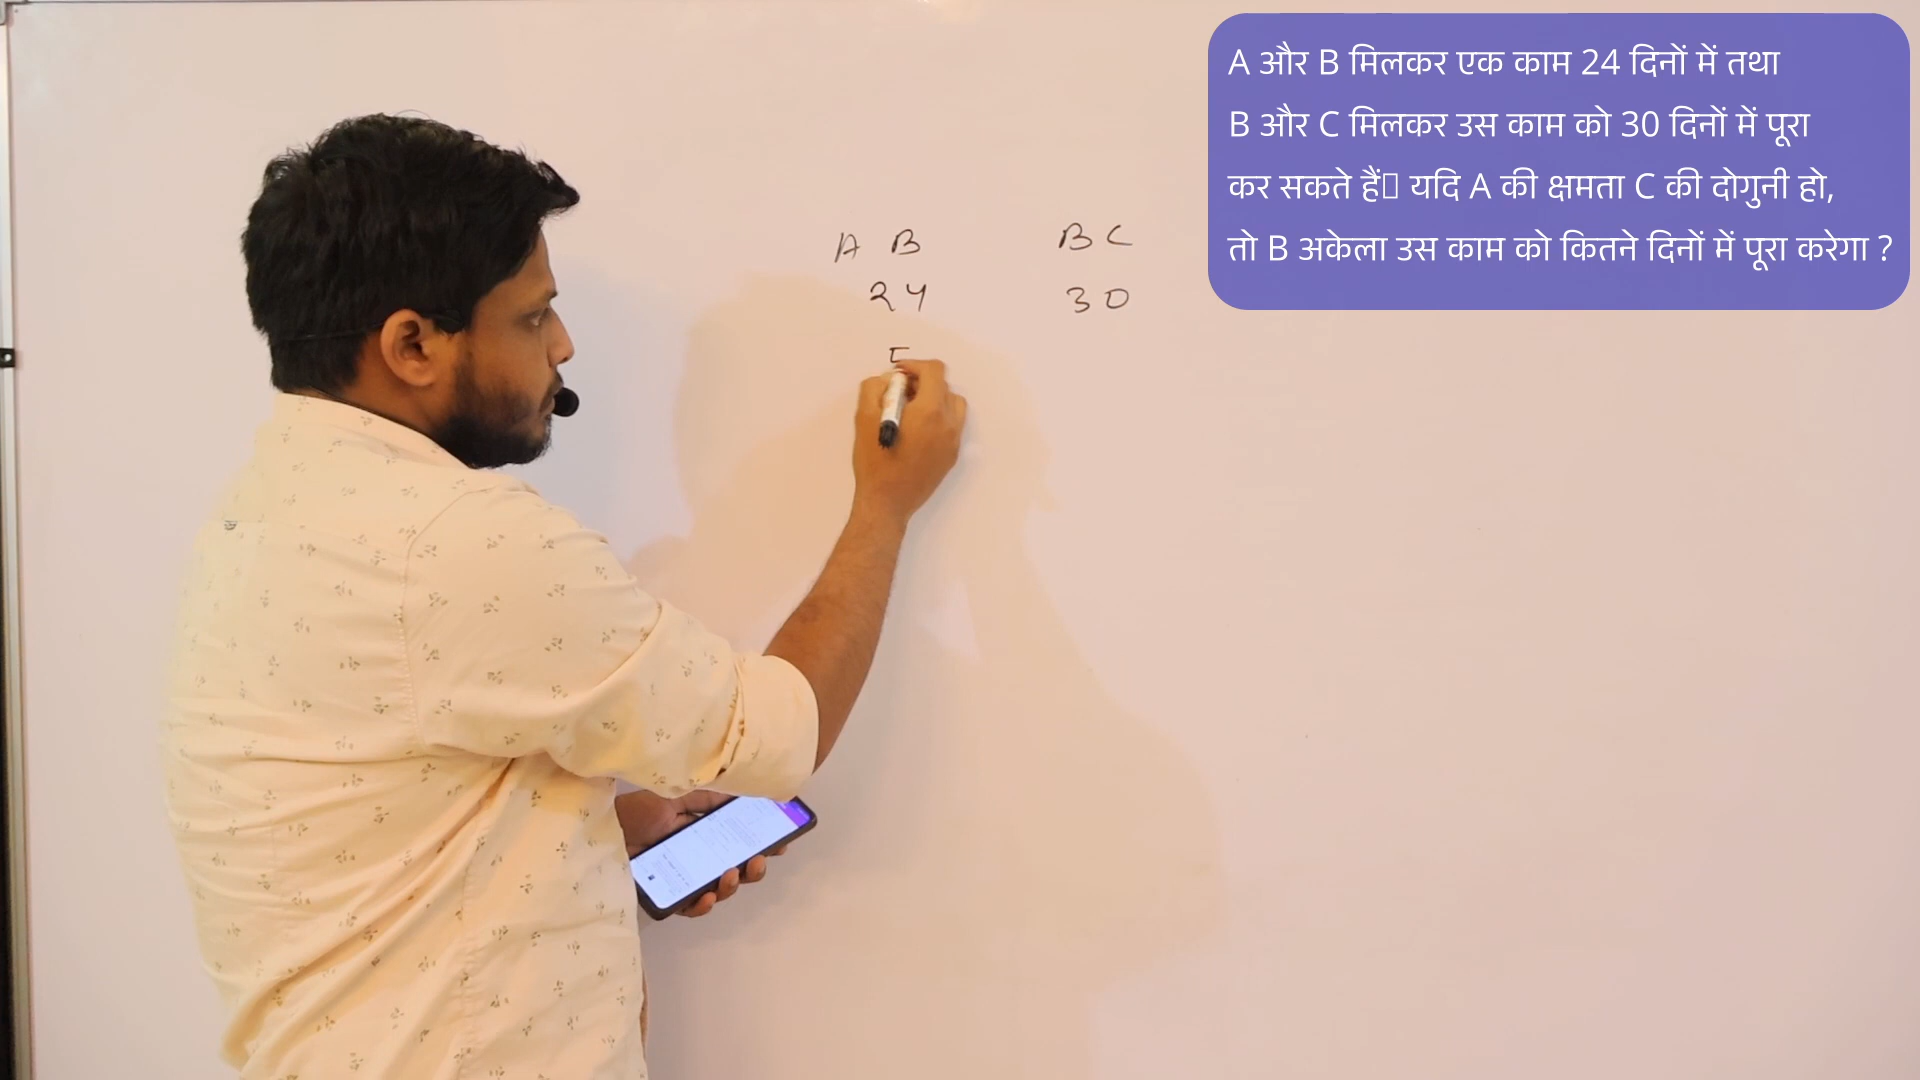 A और B मिलकर एक काम 24 दिनों में तथा
B और C मिलकर उस काम को 30 दिनों में पूरा
कर सकते हैं▯ यदि A की क्षमता C की दोगुनी हो,
तो B अकेला उस काम को कितने दिनों में पूरा करेगा ?
A B B C
24 30
5